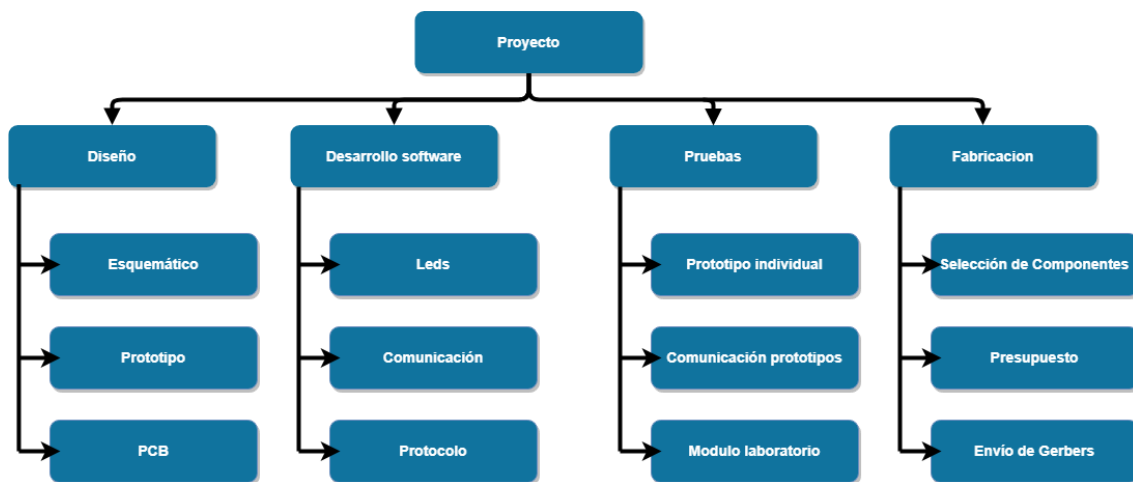 Proyecto
Diseño
Desarrollo software
Pruebas
Fabricacion
Esquemático
Leds
Prototipo individual
Selección de Componentes
Prototipo
Comunicación
Comunicación prototipos
Presupuesto
PCB
Protocolo
Modulo laboratorio
Envío de Gerbers